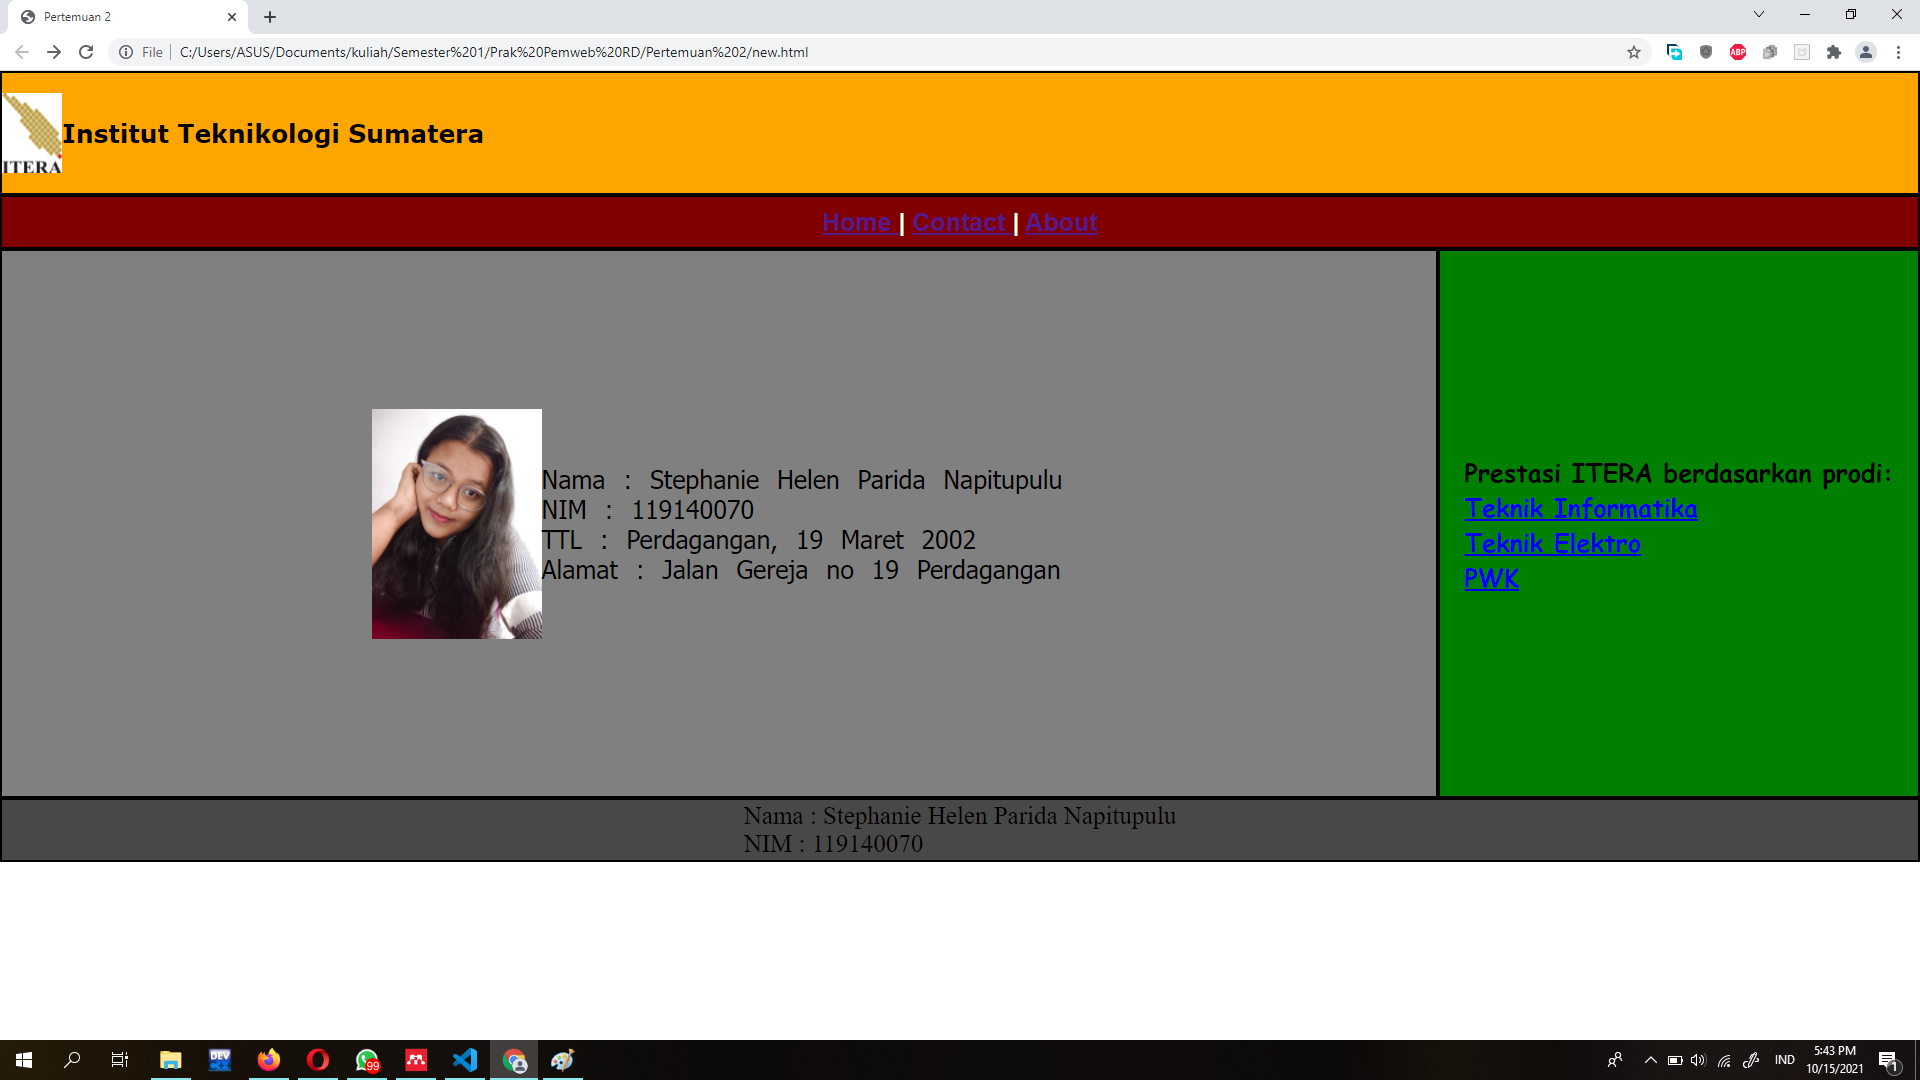 Pertemuan 2
File
C:/Users/ASUS/Documents/kuliah/Semester%201/Prak%20Pemweb%20RD/Pertemuan%202/new.html
ABP
ITERA
Institut Teknikologi Sumatera
Home | Contact | About
Nama : Stephanie Helen Parida Napitupulu
NIM : 119140070
TTL : Perdagangan, 19 Maret 2002
Alamat : Jalan Gereja no 19 Perdagangan
Prestasi ITERA berdasarkan prodi:
Teknik Informatika
Teknik Elektro
PWK
Nama : Stephanie Helen Parida Napitupulu
NIM : 119140070
DEV
99
IND
5:43 PM
10/15/2021
1